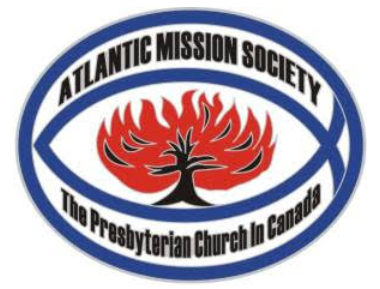 ATLANTIC MISSION SOCIETY
The Presbyterian Church In Canada